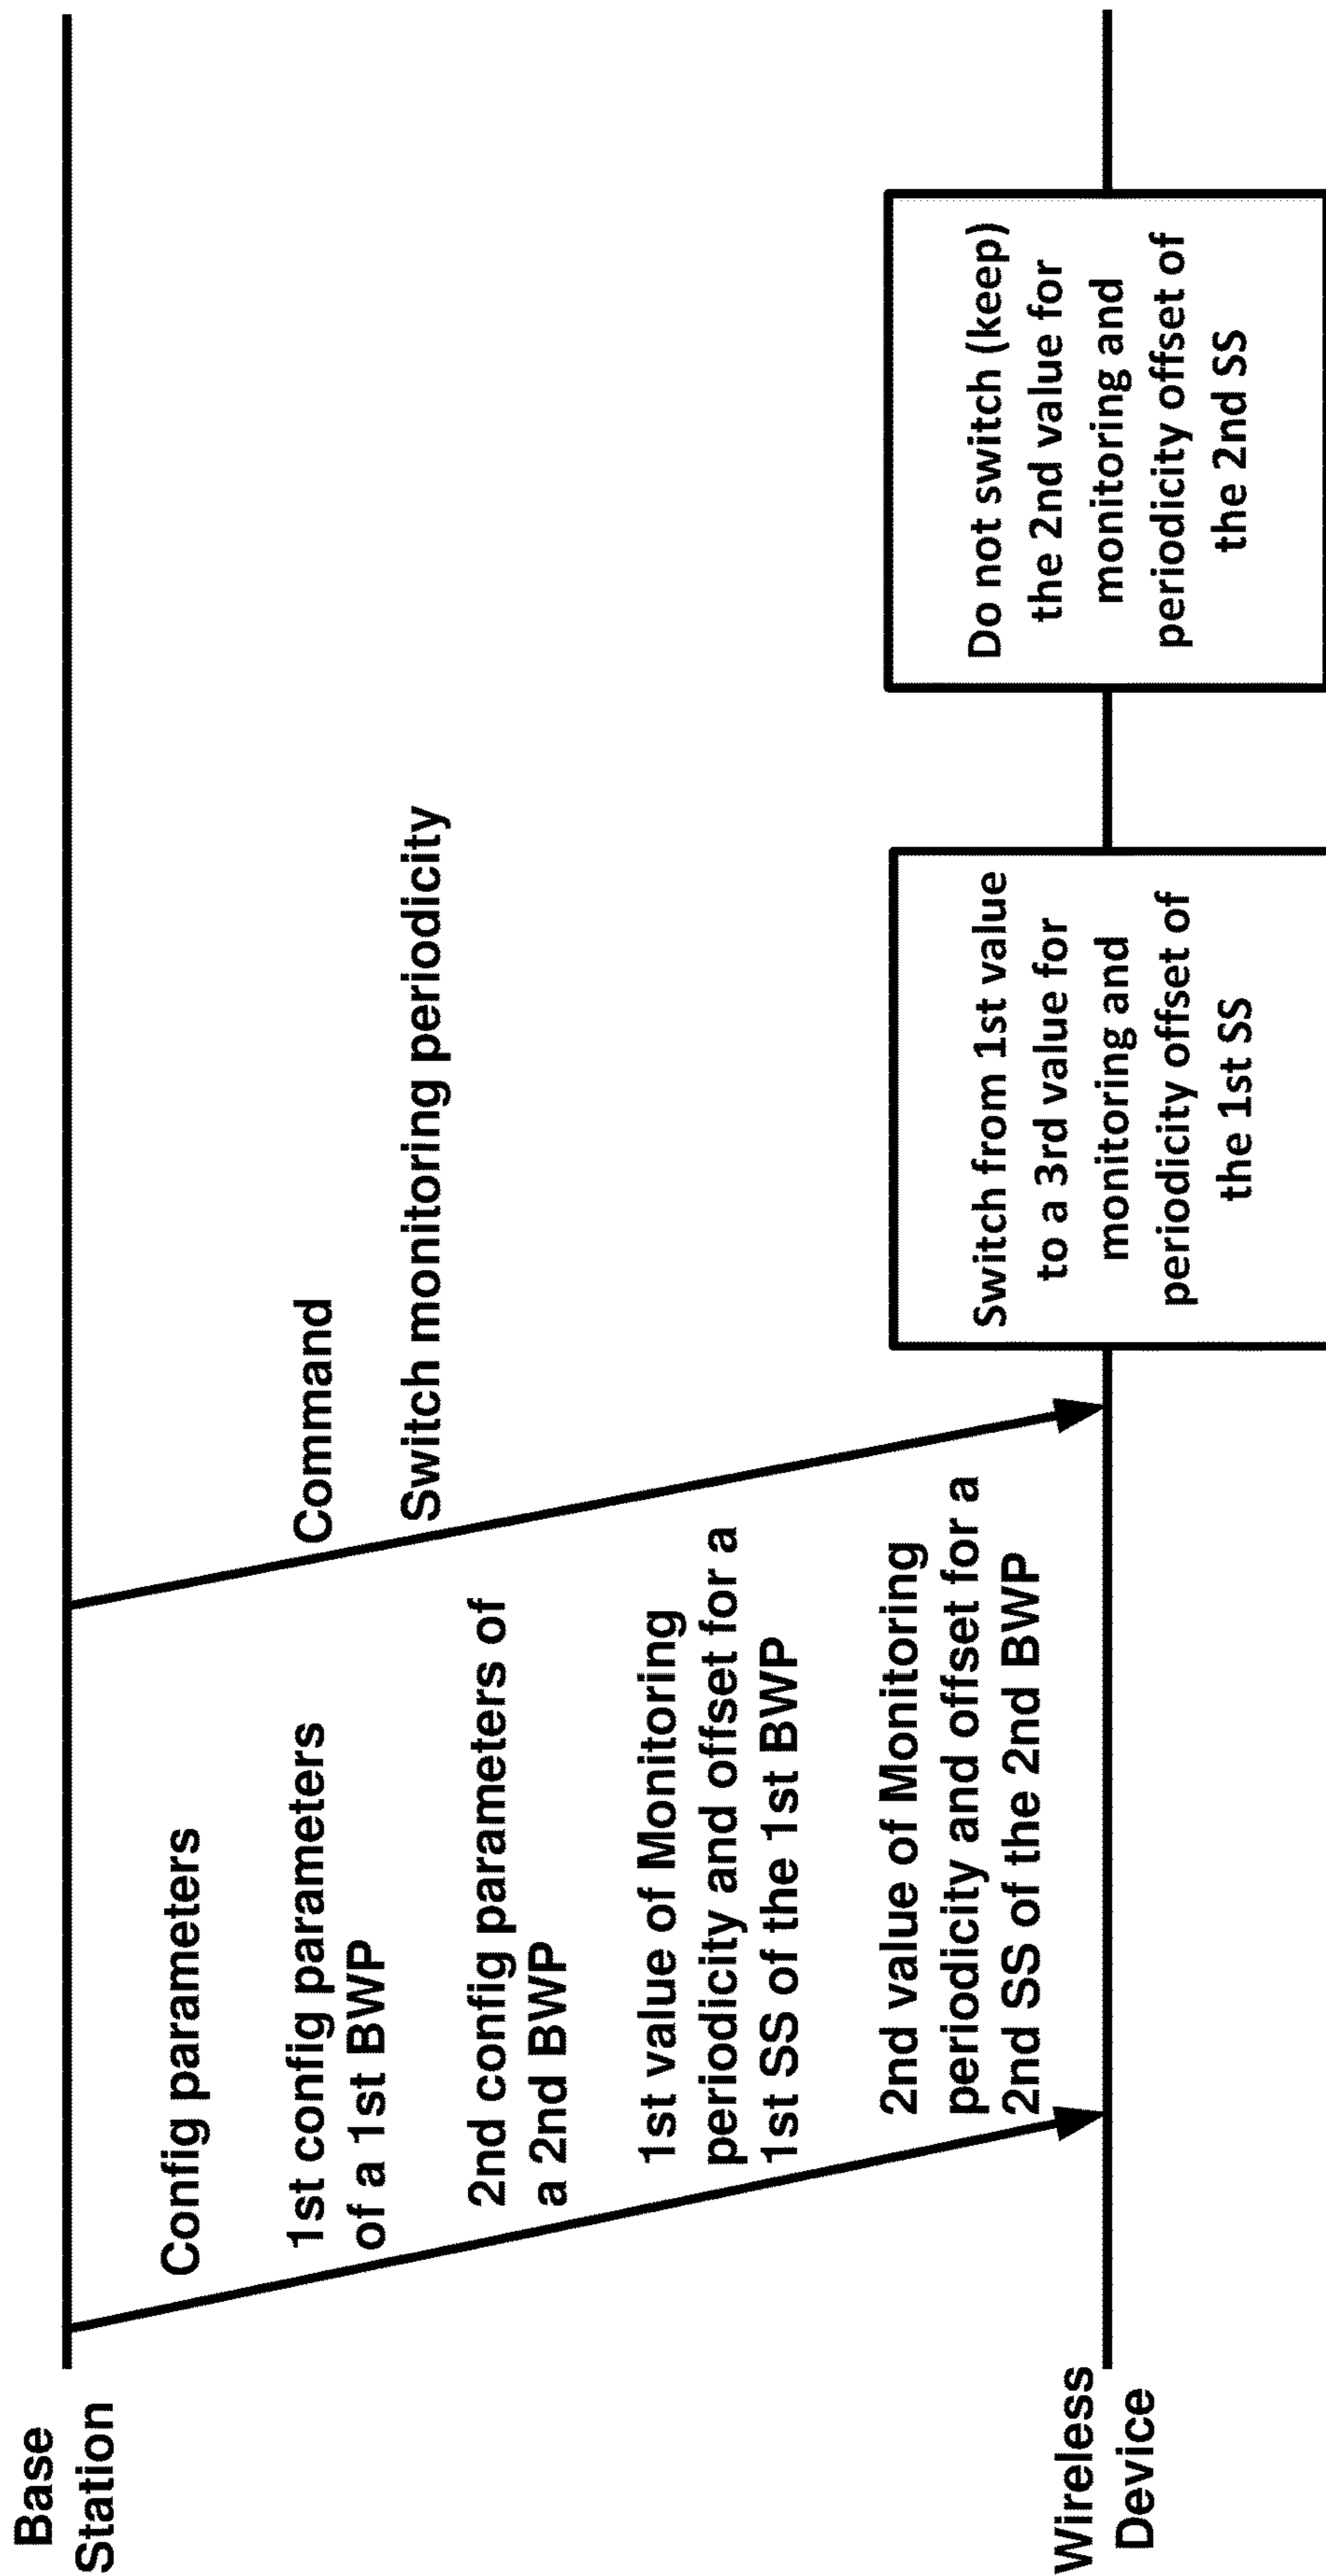 Base
Station
Config parameters
1st config parameters
of a 1st BWP
2nd config parameters of
a 2nd BWP
1st value of Monitoring
periodicity and offset for a
1st SS of the 1st BWP
2nd value of Monitoring
periodicity and offset for a
2nd SS of the 2nd BWP
Command
Switch monitoring periodicity
Wireless
Device
Switch from 1st value
to a 3rd value for
monitoring and
periodicity offset of
the 1st SS
Do not switch (keep)
the 2nd value for
monitoring and
periodicity offset of
the 2nd SS